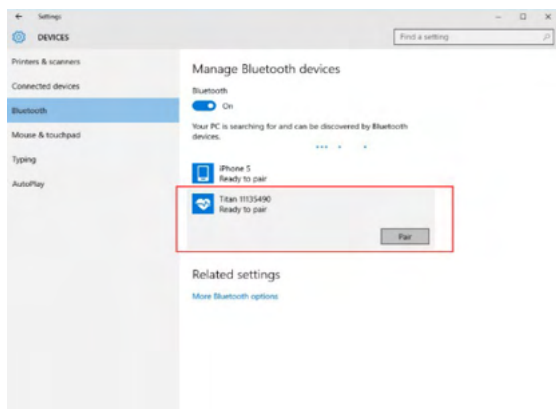 Settings
DEVICES
Find a setting
Printers & scanners
Connected devices
Bluetooth
Mouse & touchpad
Typing
AutoPlay
Manage Bluetooth devices
Bluetooth
On
Your PC is searching for and can be discovered by Bluetooth
devices.
iPhone 5
Ready to pair
Titan 11135490
Ready to pair
Pair
Related settings
More Bluetooth options